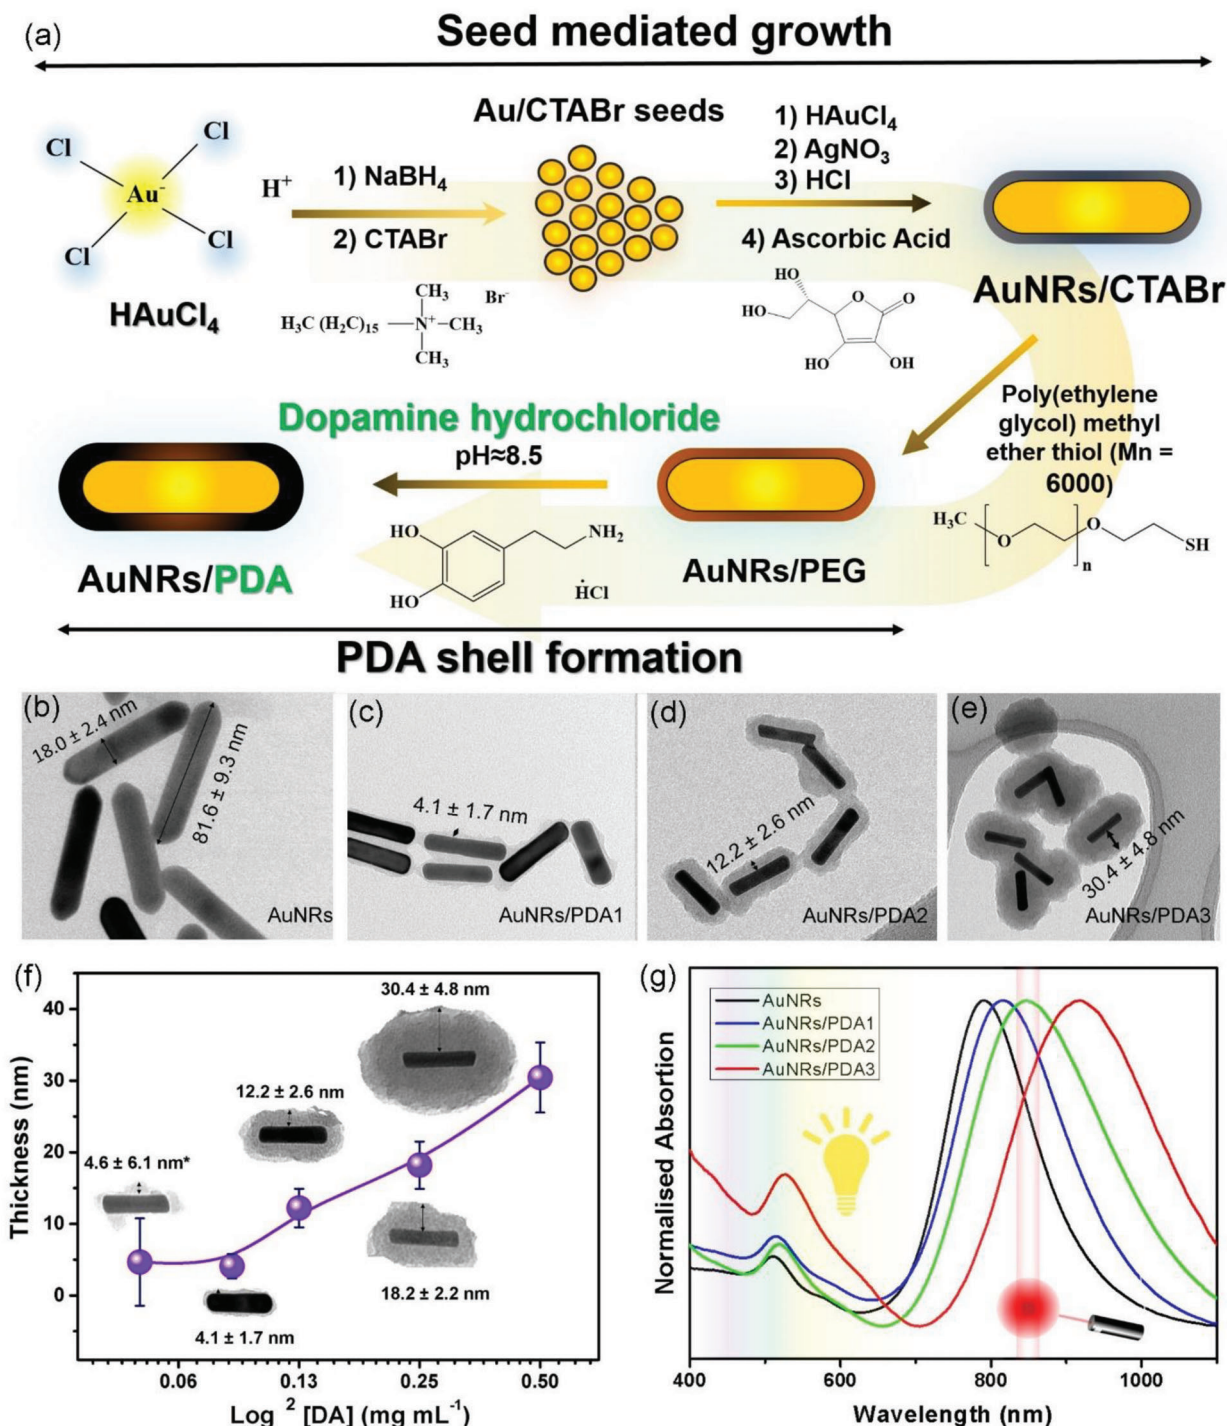 (a)
Seed mediated growth
Au/CTABr seeds
1) HAuCl4
2) AgNO3
3) HCl
4) Ascorbic Acid
Cl
Cl
Au-
Cl
Cl
H+
1) NaBH4
2) CTABr
HAuCl4
AuNRs/CTABr
H3C (H2C)15
N+
CH3
CH3
CH3
Br-
HO
HO
O
O
HO
OH
Poly(ethylene
glycol) methyl
ether thiol (Mn =
6000)
H3C
O
O
n
SH
Dopamine hydrochloride
pH≈8.5
HO
HO
NH2
HCl
AuNRs/PDA
AuNRs/PEG
PDA shell formation
(b)
18.0 ± 2.4 nm
81.6 ± 9.3 nm
AuNRs
(c)
4.1 ± 1.7 nm
AuNRs/PDA1
(d)
12.2 ± 2.6 nm
AuNRs/PDA2
(e)
30.4 ± 4.8 nm
AuNRs/PDA3
(f)
Thickness (nm)
40
30
20
10
0
4.6 ± 6.1 nm*
4.1 ± 1.7 nm
12.2 ± 2.6 nm
30.4 ± 4.8 nm
18.2 ± 2.2 nm
0.06
0.13
0.25
0.50
Log 2 [DA] (mg mL-1)
(g)
Normalised Absortion
AuNRs
AuNRs/PDA1
AuNRs/PDA2
AuNRs/PDA3
400
600
800
1000
Wavelength (nm)